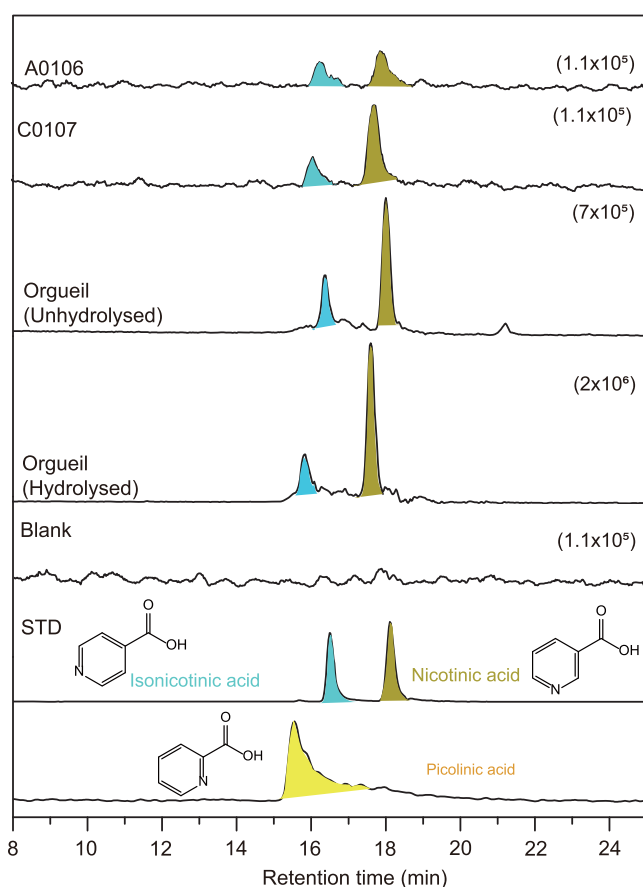 A0106
(1.1x10⁵)
C0107
(1.1x10⁵)
(7x10⁵)
Orgueil
(Unhydrolysed)
(2x10⁶)
Orgueil
(Hydrolysed)
Blank
(1.1x10⁵)
STD
O
OH
N
Isonicotinic acid
Nicotinic acid
O
OH
N
O
OH
N
Picolinic acid
8 10 12 14 16 18 20 22 24
Retention time (min)